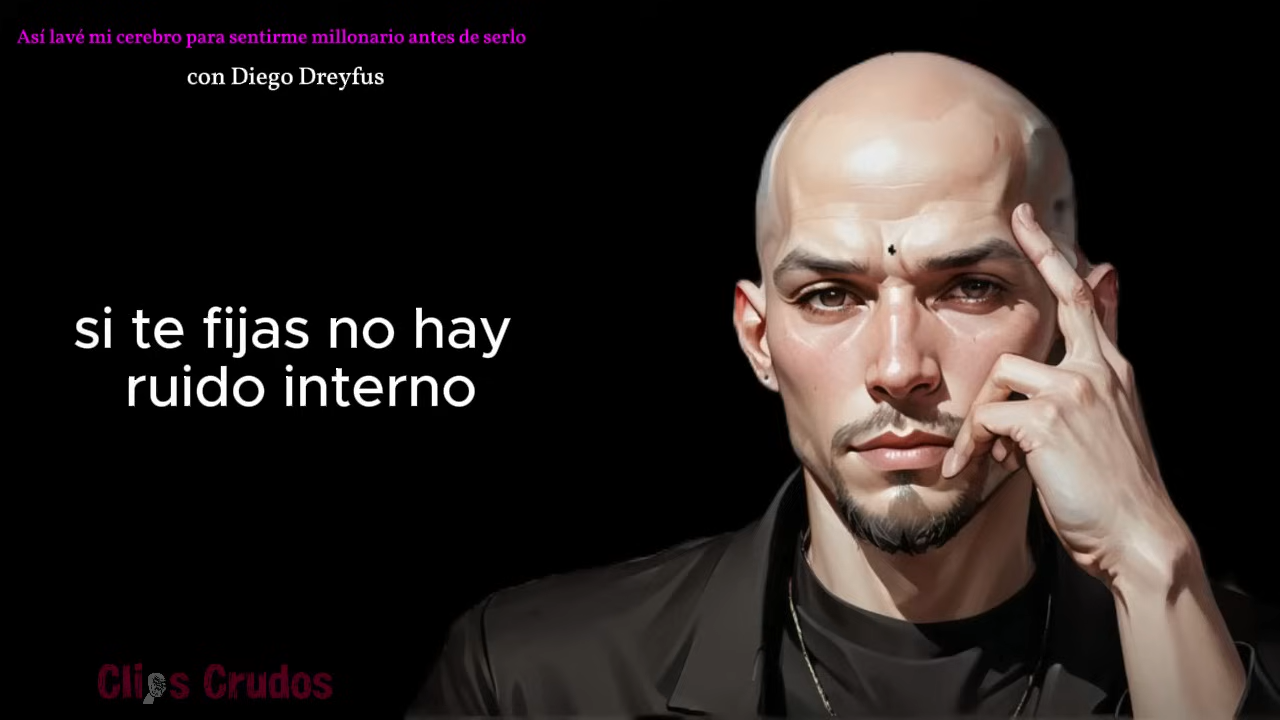 Así lavé mi cerebro para sentirme millonario antes de serlo
con Diego Dreyfus
si te fijas no hay
ruido interno
Clips Crudos